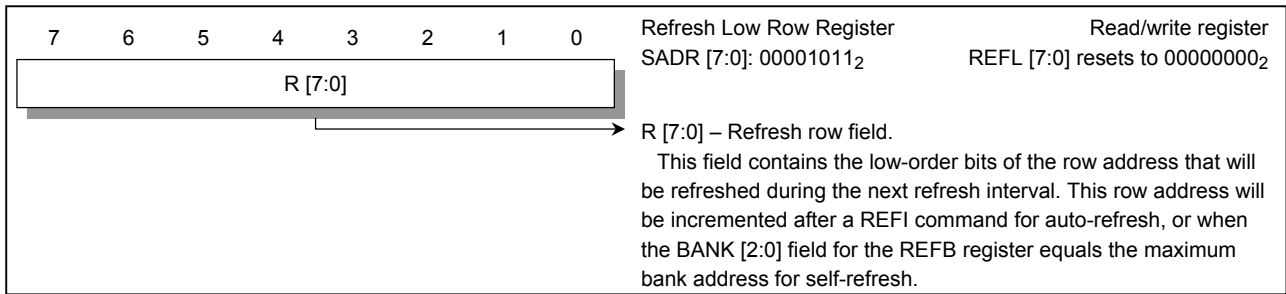 7 6 5 4 3 2 1 0
R [7:0]
Refresh Low Row Register Read/write register
SADR [7:0]: 00001011₂ REFL [7:0] resets to 00000000₂
R [7:0] – Refresh row field.
This field contains the low-order bits of the row address that will
be refreshed during the next refresh interval. This row address will
be incremented after a REFI command for auto-refresh, or when
the BANK [2:0] field for the REFB register equals the maximum
bank address for self-refresh.